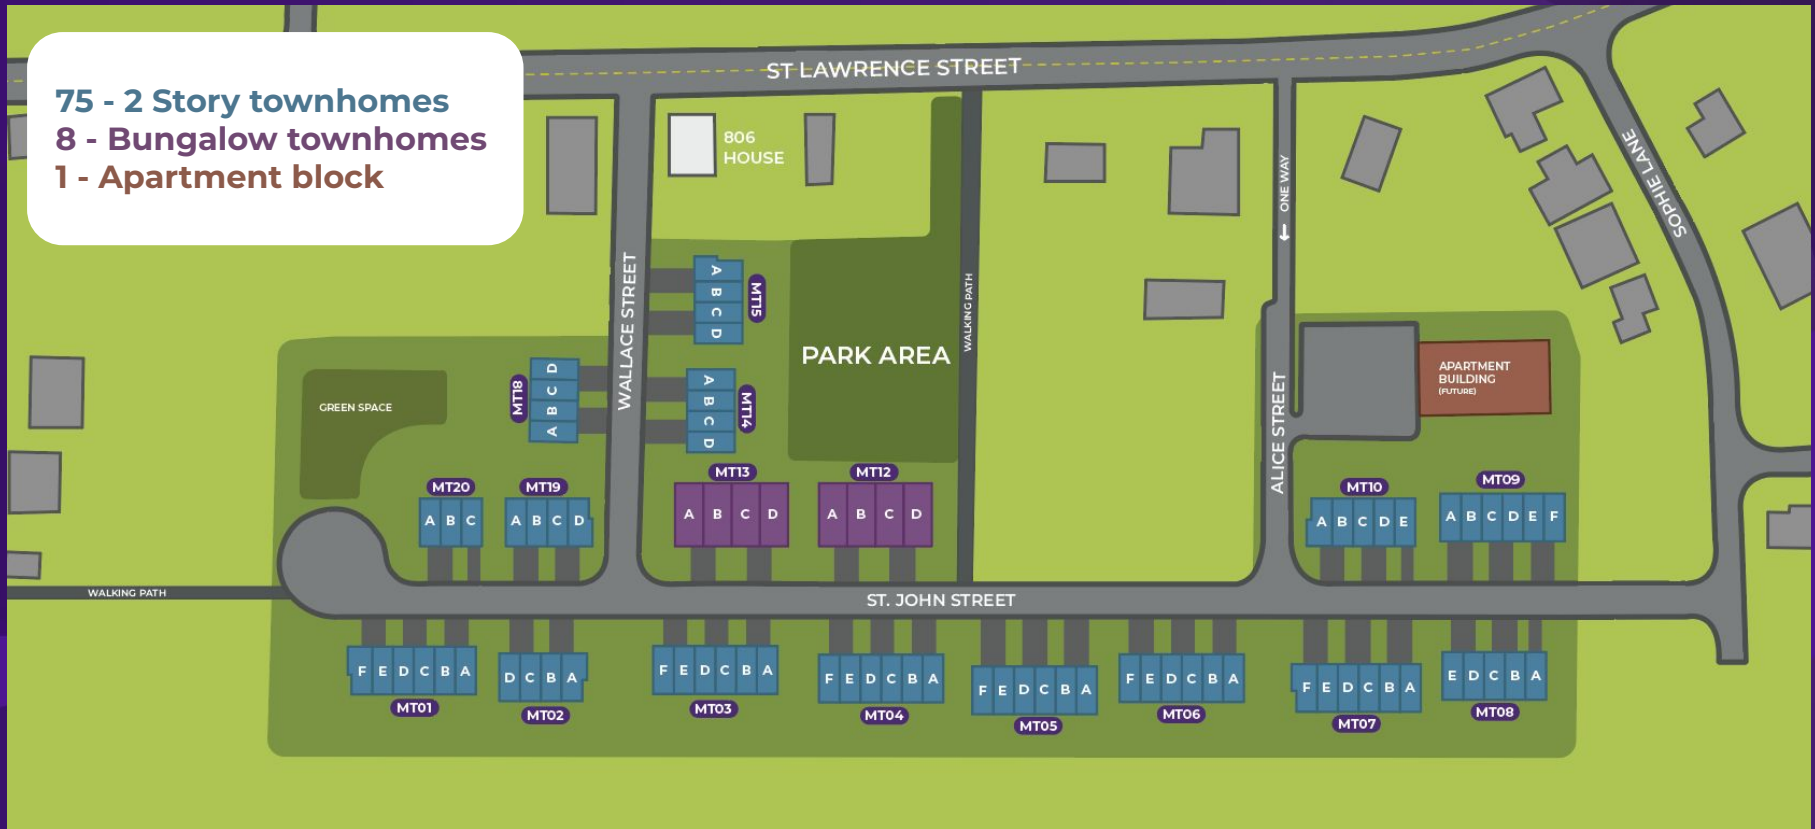 75 - 2 Story townhomes
8 - Bungalow townhomes
1 - Apartment block
ST LAWRENCE STREET
806
HOUSE
← ONE WAY
SOPHIE LANE
WALLACE STREET
A
B
C
D
MT15
PARK AREA
WALKING PATH
APARTMENT
BUILDING
(FUTURE)
GREEN SPACE
MT18
D
C
B
A
A
B
C
D
MT14
ALICE STREET
MT20
A B C
MT19
A B C D
MT13
A B C D
MT12
A B C D
MT10
A B C D E
MT09
A B C D E F
WALKING PATH
ST. JOHN STREET
F E D C B A
MT01
D C B A
MT02
F E D C B A
MT03
F E D C B A
MT04
F E D C B A
MT05
F E D C B A
MT06
F E D C B A
MT07
E D C B A
MT08